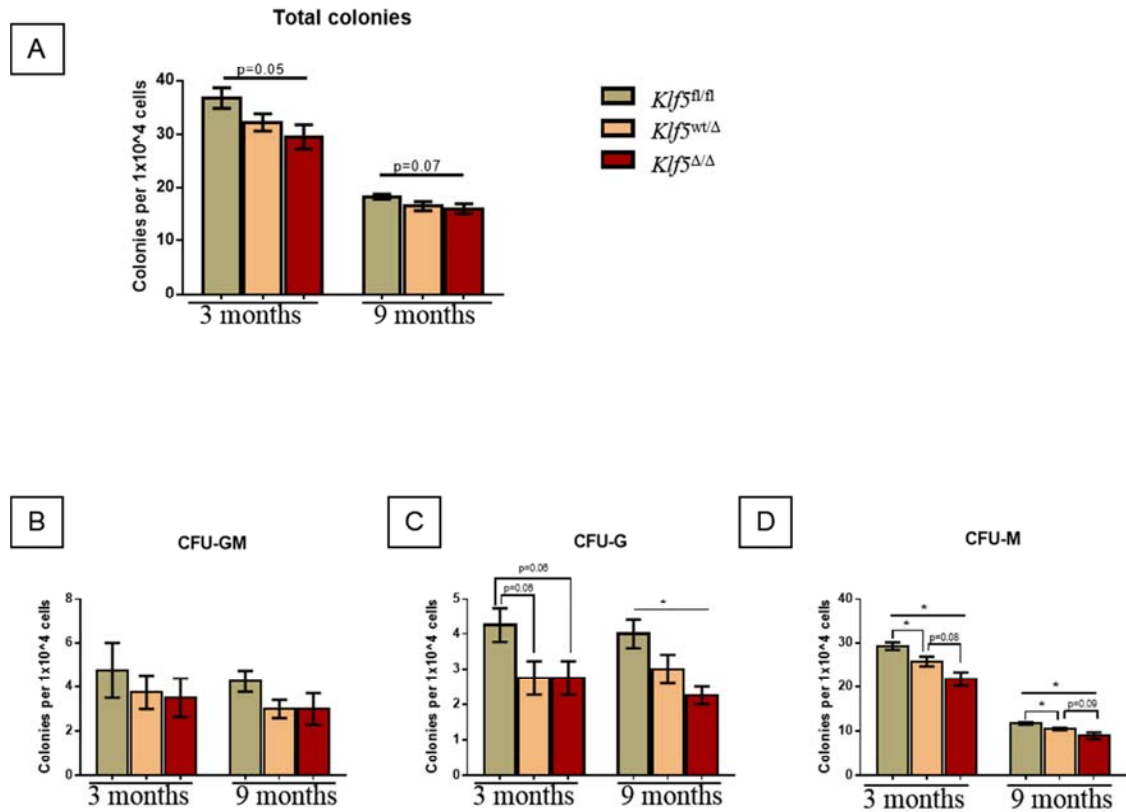 Total colonies
A
Colonies per 1x10^4 cells
40
30
20
10
0
p=0.05
p=0.07
3 months
9 months
Klf5fl/fl
Klf5wt/Δ
Klf5Δ/Δ
B
CFU-GM
Colonies per 1x10^4 cells
8
6
4
2
0
3 months
9 months
C
CFU-G
Colonies per 1x10^4 cells
5
4
3
2
1
0
p=0.06
p=0.06
*
3 months
9 months
D
CFU-M
Colonies per 1x10^4 cells
40
30
20
10
0
*
*
p=0.08
*
*
p=0.09
3 months
9 months